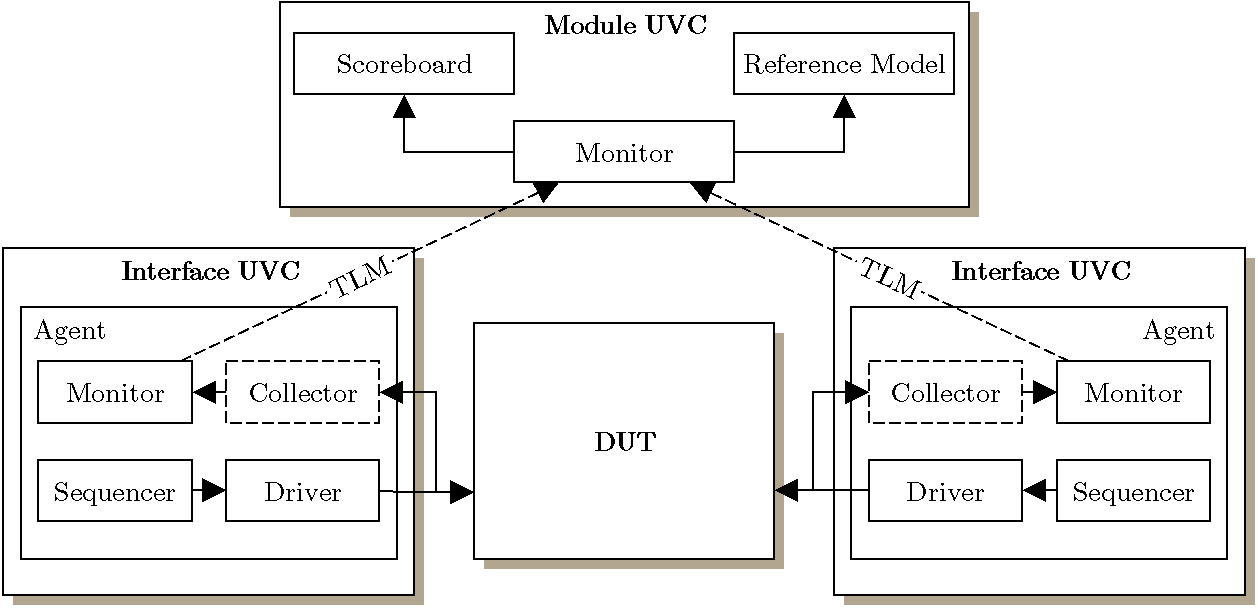 Module UVC
Scoreboard
Reference Model
Monitor
Interface UVC
TLM
TLM
Interface UVC
Agent
Agent
Monitor
Collector
Collector
Monitor
DUT
Sequencer
Driver
Driver
Sequencer